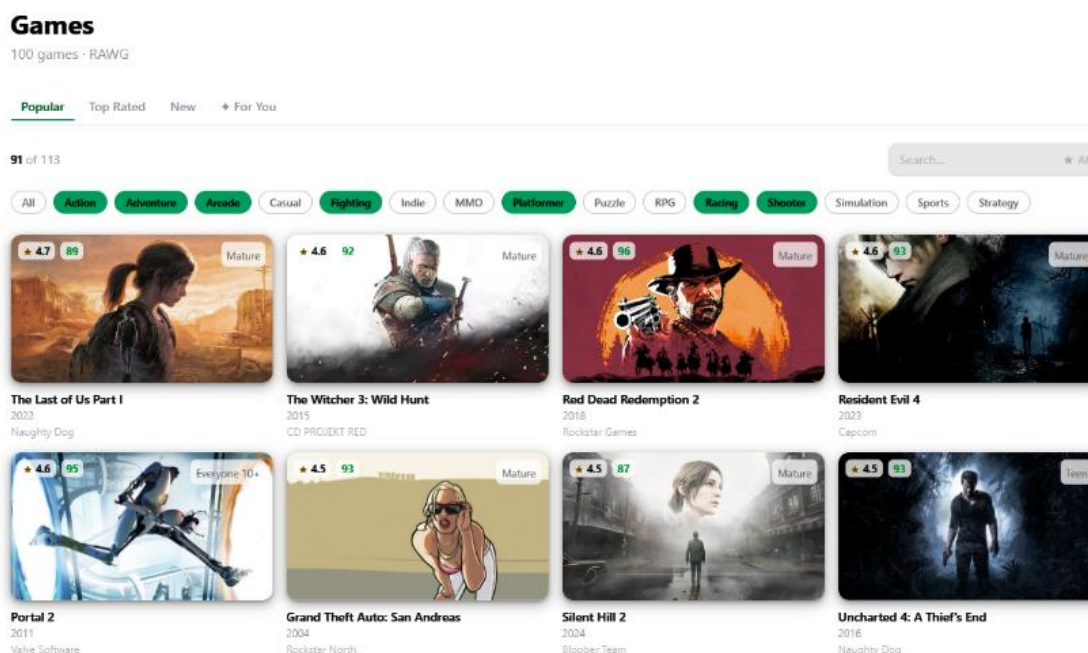 Games
100 games · RAWG
Popular Top Rated New ✦ For You
91 of 113
Search... ★
All Action Adventure Arcade Casual Fighting Indie MMO Platformer Puzzle RPG Racing Shooter Simulation Sports Strategy
★ 4.7 89 Mature
★ 4.6 92 Mature
★ 4.6 96 Mature
★ 4.6 93 Mature
The Last of Us Part I
2022
Naughty Dog
The Witcher 3: Wild Hunt
2015
CD PROJEKT RED
Red Dead Redemption 2
2018
Rockstar Games
Resident Evil 4
2023
Capcom
★ 4.6 95 Everyone 10+
★ 4.5 93 Mature
★ 4.5 87 Mature
★ 4.5 93 Teen
Portal 2
2011
Valve Software
Grand Theft Auto: San Andreas
2004
Rockstar North
Silent Hill 2
2024
Bloober Team
Uncharted 4: A Thief's End
2016
Naughty Dog